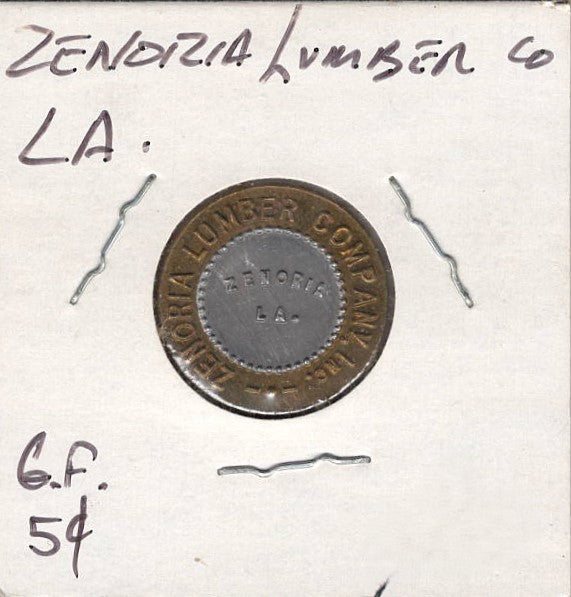 ZENORIA LUMBER CO
LA.
ZENORIA LUMBER COMPANY, INC.
ZENORIA
LA.
G.F.
5¢